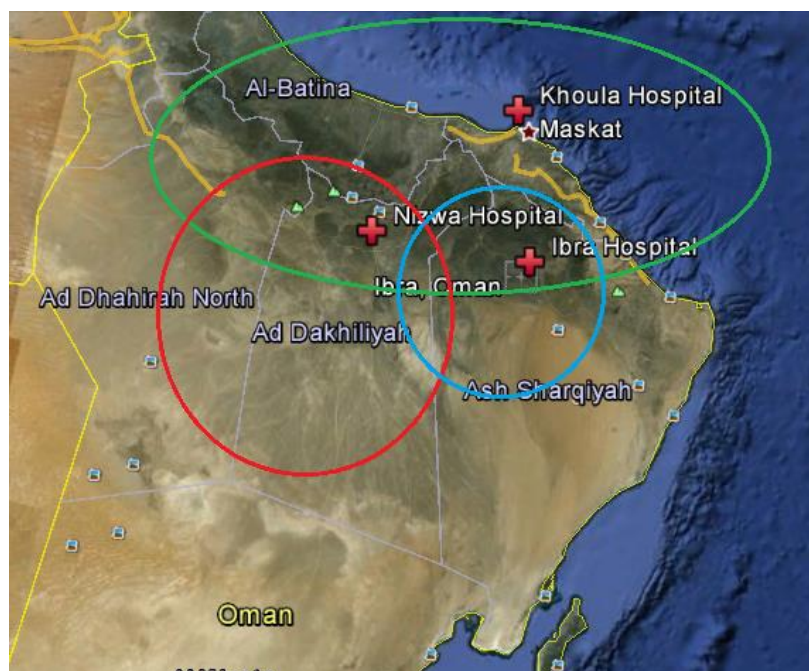 Al-Batina
Khoula Hospital
Maskat
Nizwa Hospital
Ibra Hospital
Ibra, Oman
Ad Dhahirah North
Ad Dakhiliyah
Ash Sharqiyah
Oman